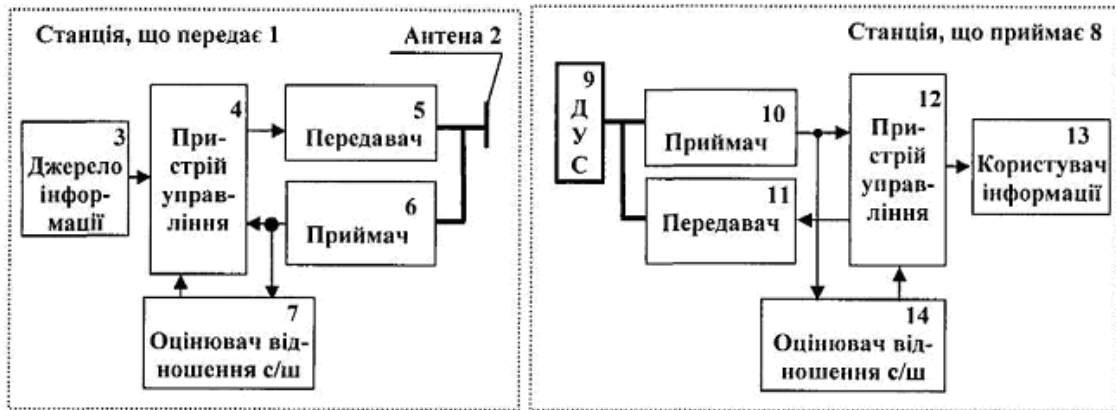 Станція, що передає 1
Антена 2
3
Джерело
інфор-
мації
4
При-
стрій
управ-
ління
5
Передавач
6
Приймач
7
Оцінювач від-
ношення с/ш
Станція, що приймає 8
9
Д
У
С
10
Приймач
11
Передавач
12
При-
стрій
управ-
ління
13
Користувач
інформації
14
Оцінювач від-
ношення с/ш